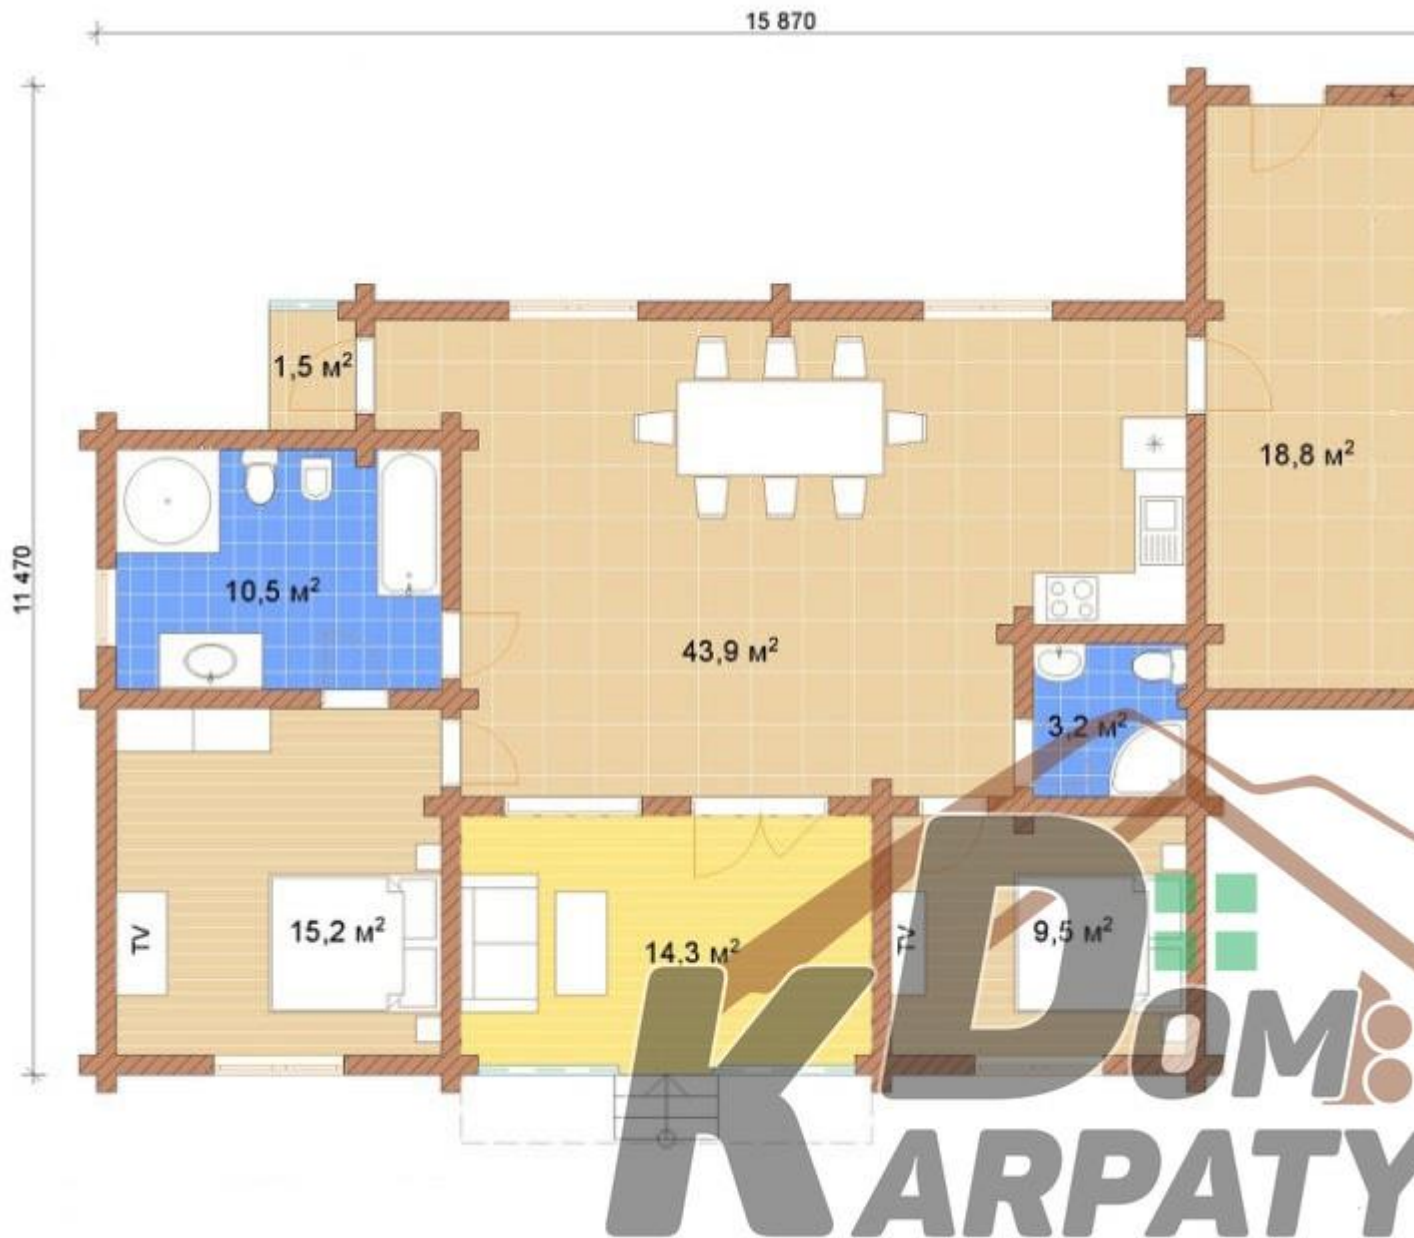 15 870
11 470
1,5 м²
18,8 м²
10,5 м²
43,9 м²
3,2 м²
TV
15,2 м²
14,3 м²
TV
9,5 м²
DOM
KARPATY